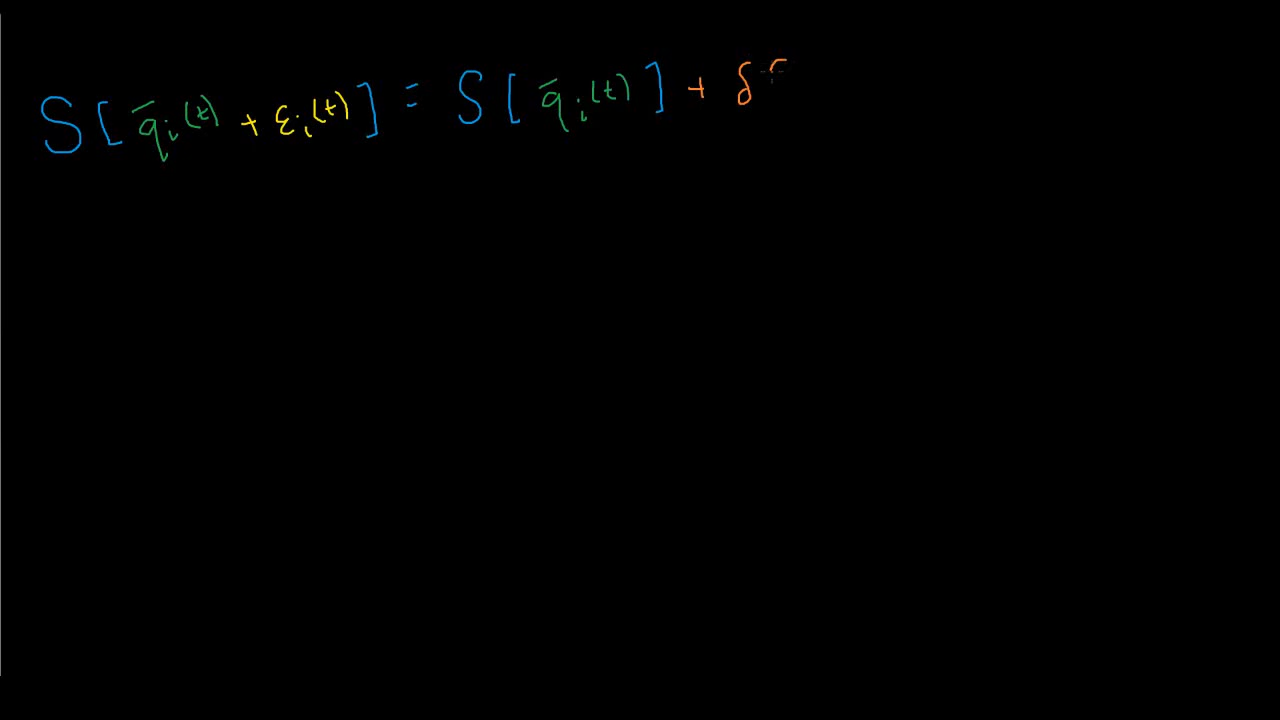 S[q̄ᵢ(t) + εᵢ(t)] = S[q̄ᵢ(t)] + δ